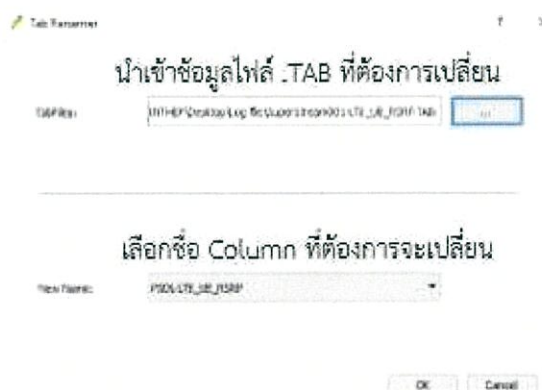 Tab Renamer ?
นำเข้าข้อมูลไฟล์ .TAB ที่ต้องการเปลี่ยน
...
เลือกชื่อ Column ที่ต้องการจะเปลี่ยน
New Name:
OK Cancel